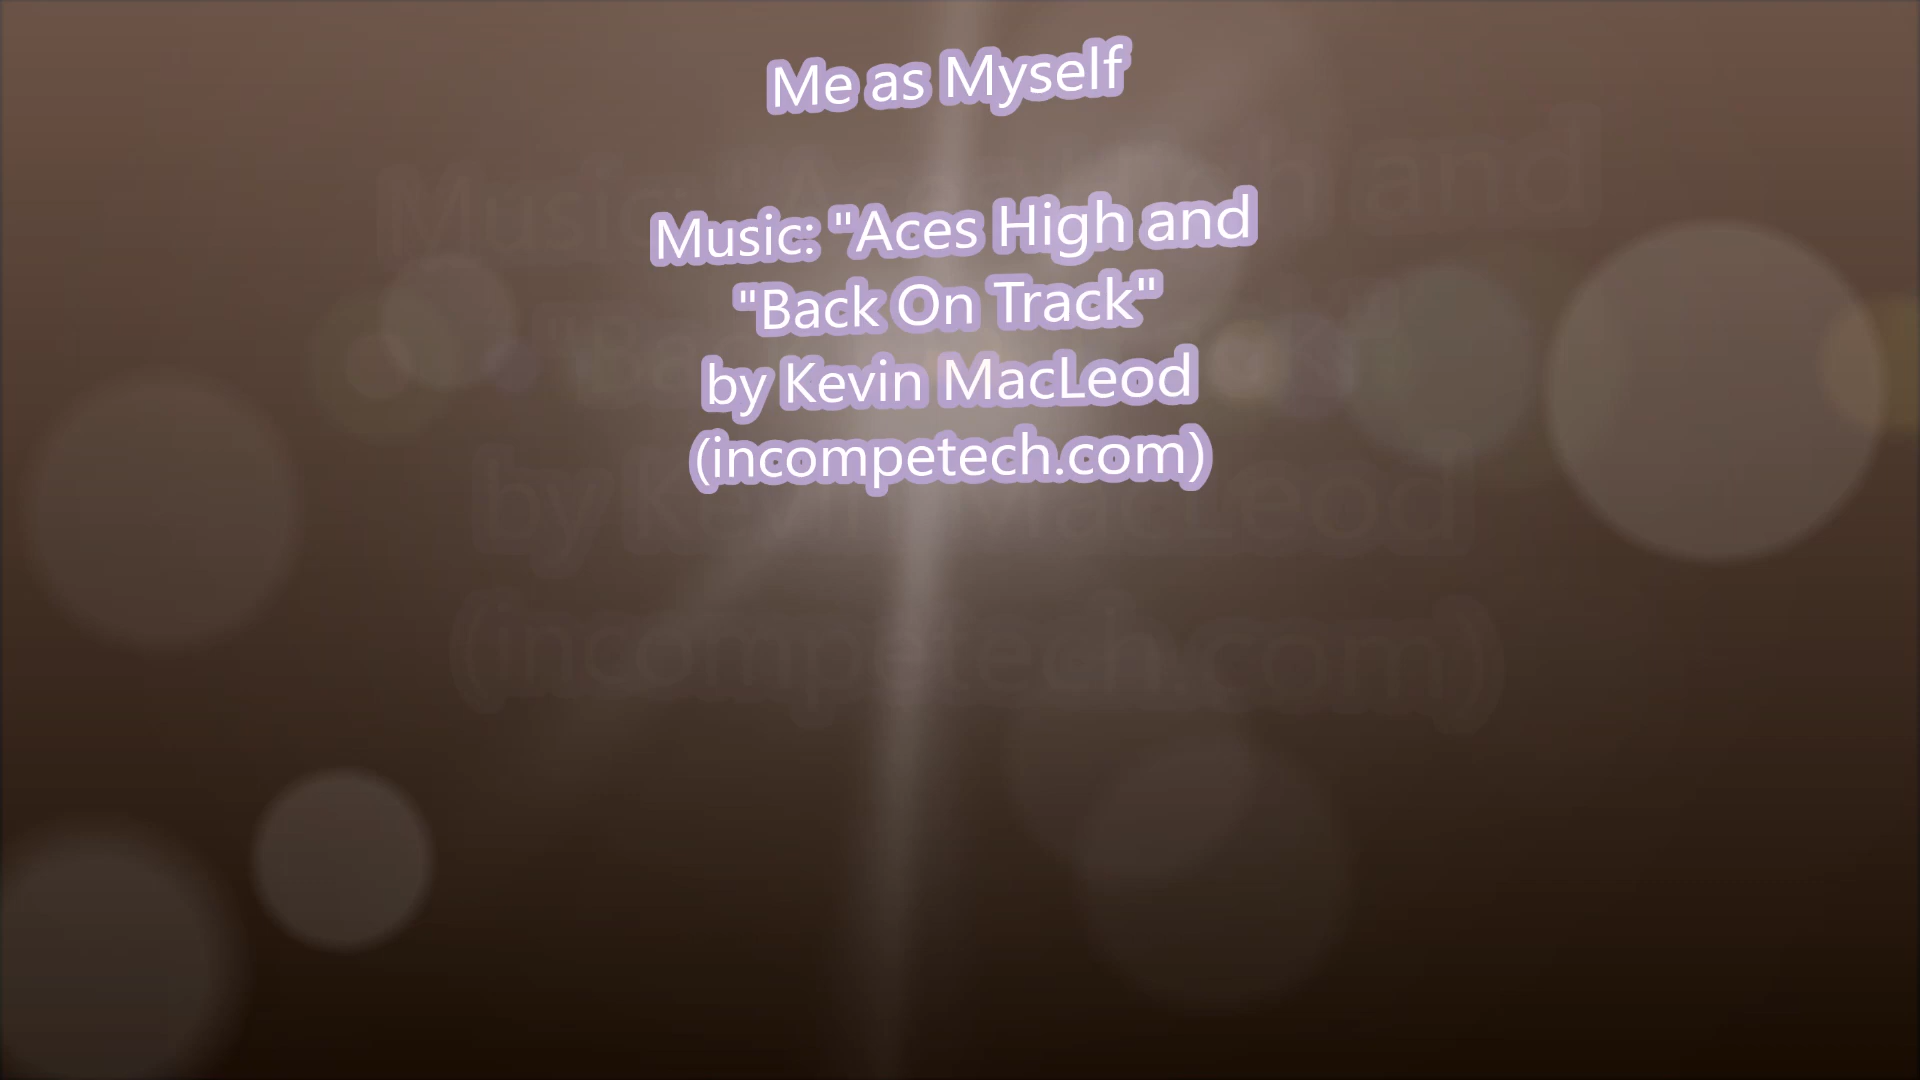 Me as Myself
Music: "Aces High and
"Back On Track"
by Kevin MacLeod
(incompetech.com)